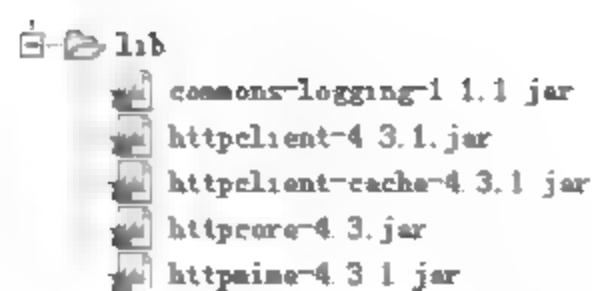 lib
commons-logging-1.1.1.jar
httpclient-4.3.1.jar
httpclient-cache-4.3.1.jar
httpcore-4.3.jar
httpmime-4.3.1.jar